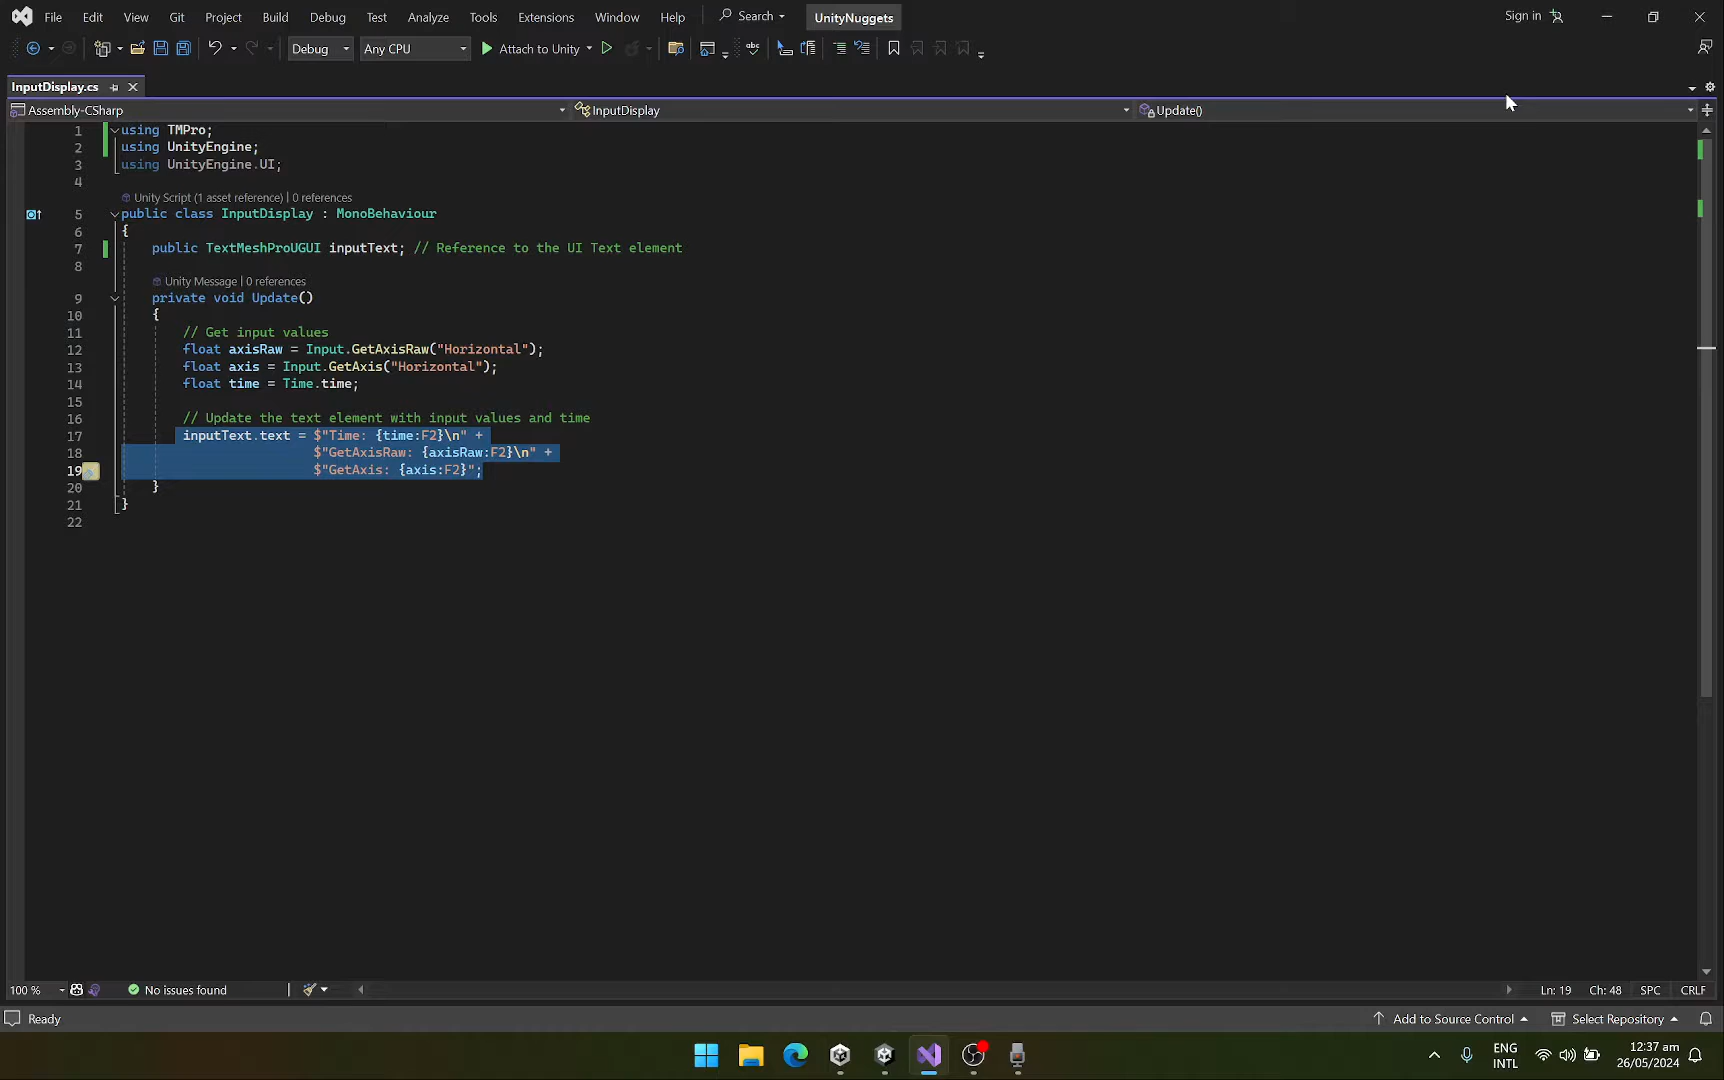 File Edit View Git Project Build Debug Test Analyze Tools Extensions Window Help Search UnityNuggets Sign in
Debug Any CPU Attach to Unity abc
InputDisplay.cs
Assembly-CSharp InputDisplay Update()
1 using TMPro;
2 using UnityEngine;
3 using UnityEngine.UI;
4
Unity Script (1 asset reference) | 0 references
5 public class InputDisplay : MonoBehaviour
6 {
7 public TextMeshProUGUI inputText; // Reference to the UI Text element
8
Unity Message | 0 references
9 private void Update()
10 {
11 // Get input values
12 float axisRaw = Input.GetAxisRaw("Horizontal");
13 float axis = Input.GetAxis("Horizontal");
14 float time = Time.time;
15
16 // Update the text element with input values and time
17 inputText.text = $"Time: {time:F2}\n" +
18 $"GetAxisRaw: {axisRaw:F2}\n" +
19 $"GetAxis: {axis:F2}";
20 }
21 }
22
100 % No issues found Ln: 19 Ch: 48 SPC CRLF
Ready Add to Source Control Select Repository
ENG INTL 12:37 am 26/05/2024